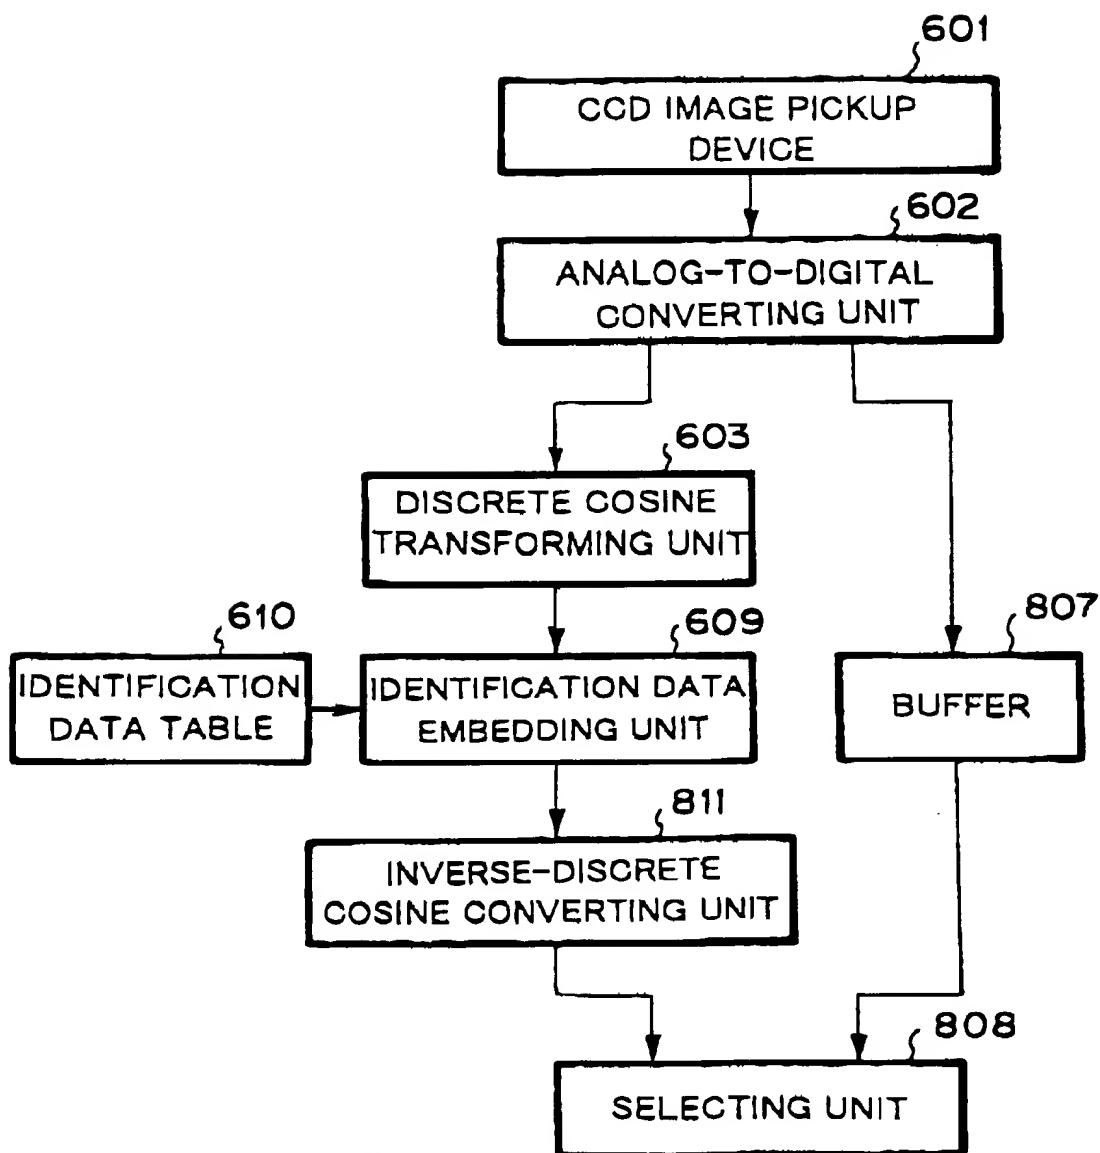 601
CCD IMAGE PICKUP
DEVICE
602
ANALOG-TO-DIGITAL
CONVERTING UNIT
603
DISCRETE COSINE
TRANSFORMING UNIT
610
IDENTIFICATION
DATA TABLE
609
IDENTIFICATION DATA
EMBEDDING UNIT
807
BUFFER
811
INVERSE-DISCRETE
COSINE CONVERTING UNIT
808
SELECTING UNIT